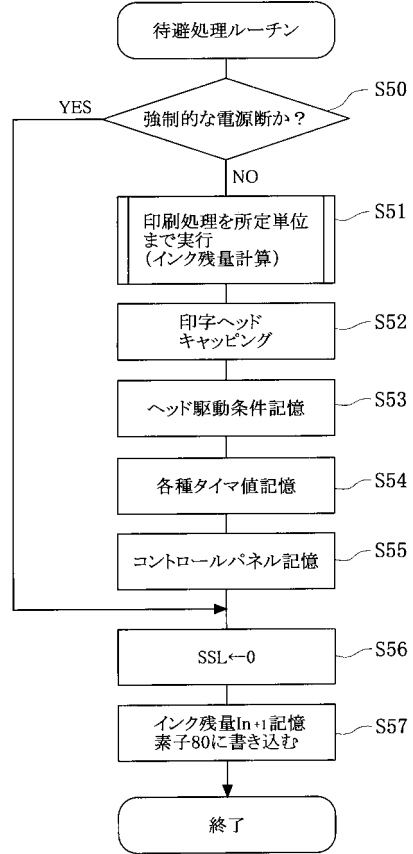 待避処理ルーチン
YES
強制的な電源断か？
S50
NO
印刷処理を所定単位
まで実行
（インク残量計算）
S51
印字ヘッド
キャッピング
S52
ヘッド駆動条件記憶
S53
各種タイマ値記憶
S54
コントロールパネル記憶
S55
SSL←0
S56
インク残量In+1記憶
素子80に書き込む
S57
終了